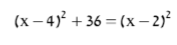 (x – 4)² + 36 = (x – 2)²